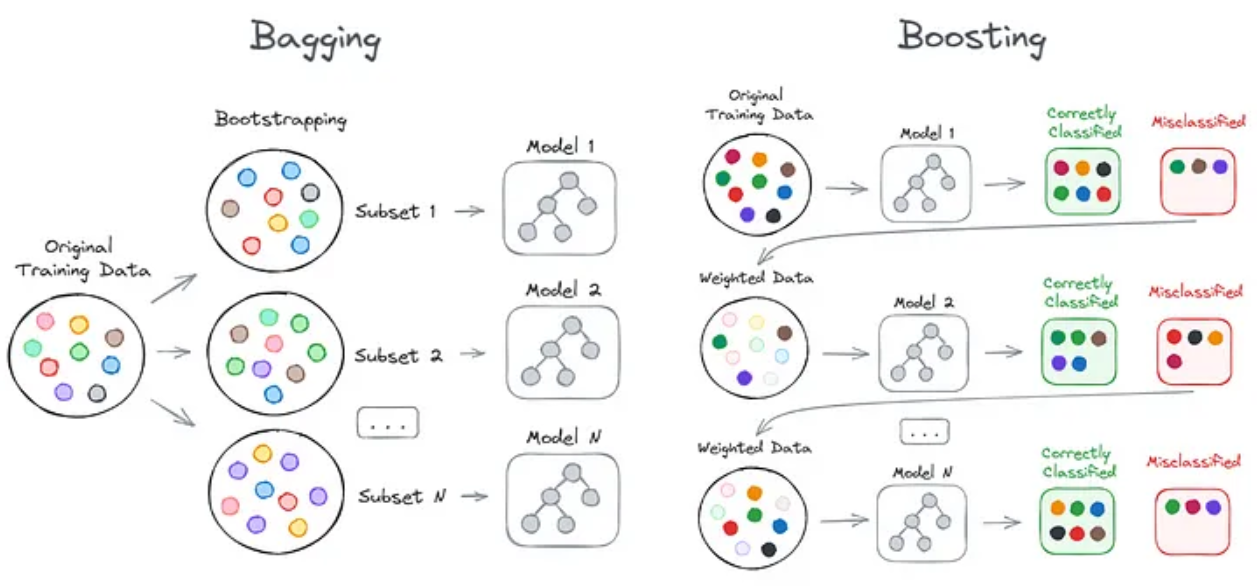 Bagging
Bootstrapping
Original
Training Data
Subset 1
Model 1
Subset 2
Model 2
...
Subset N
Model N
Boosting
Original
Training Data
Model 1
Correctly
Classified
Misclassified
Weighted Data
Model 2
Correctly
Classified
Misclassified
...
Weighted Data
Model N
Correctly
Classified
Misclassified